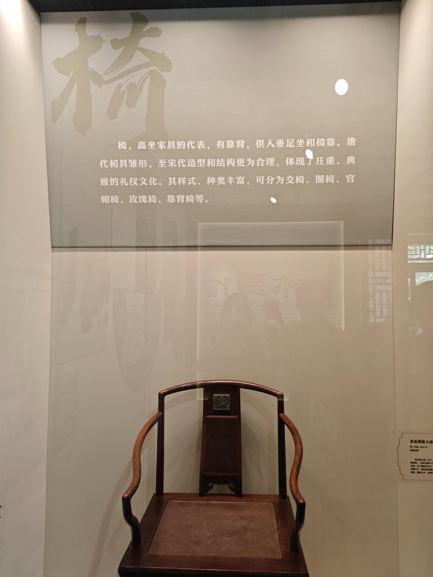 椅
椅，高坐家具的代表，有靠背，供人垂足坐和倚靠。唐
代初具雏形，至宋代造型和结构更为合理，体现了庄重、典
雅的礼仪文化。其样式、种类丰富，可分为交椅、圈椅、官
帽椅、玫瑰椅、靠背椅等。